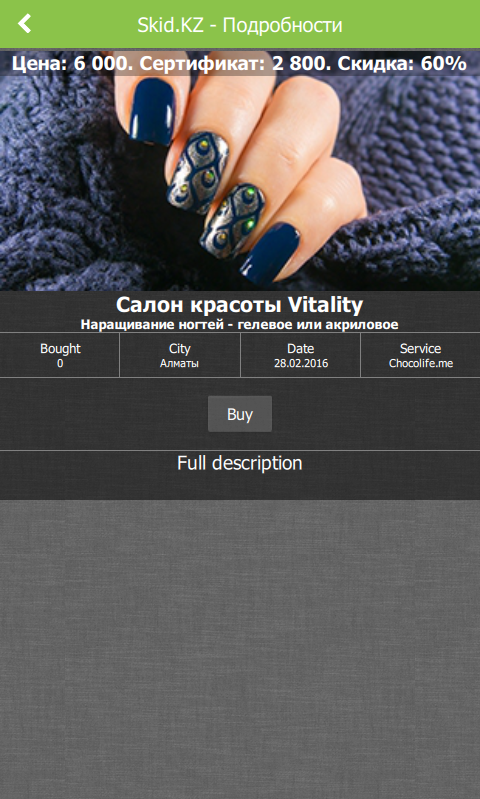 Skid.KZ - Подробности
Цена: 6 000. Сертификат: 2 800. Скидка: 60%
Салон красоты Vitality
Наращивание ногтей - гелевое или акриловое
Bought City Date Service
0 Алматы 28.02.2016 Chocolife.me
Buy
Full description